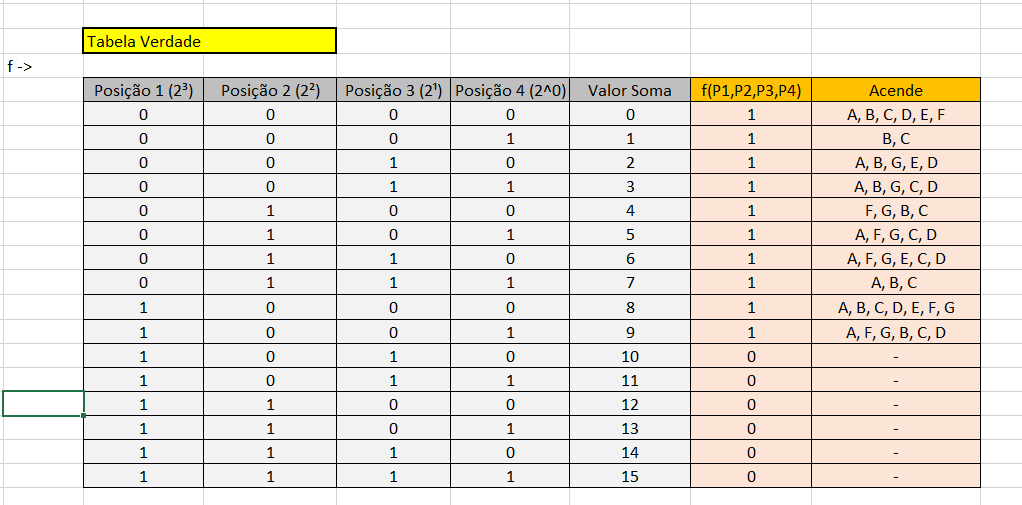 Tabela Verdade
f ->
Posição 1 (2³) Posição 2 (2²) Posição 3 (2¹) Posição 4 (2^0) Valor Soma f(P1,P2,P3,P4) Acende
0 0 0 0 0 1 A, B, C, D, E, F
0 0 0 1 1 1 B, C
0 0 1 0 2 1 A, B, G, E, D
0 0 1 1 3 1 A, B, G, C, D
0 1 0 0 4 1 F, G, B, C
0 1 0 1 5 1 A, F, G, C, D
0 1 1 0 6 1 A, F, G, E, C, D
0 1 1 1 7 1 A, B, C
1 0 0 0 8 1 A, B, C, D, E, F, G
1 0 0 1 9 1 A, F, G, B, C, D
1 0 1 0 10 0 -
1 0 1 1 11 0 -
1 1 0 0 12 0 -
1 1 0 1 13 0 -
1 1 1 0 14 0 -
1 1 1 1 15 0 -